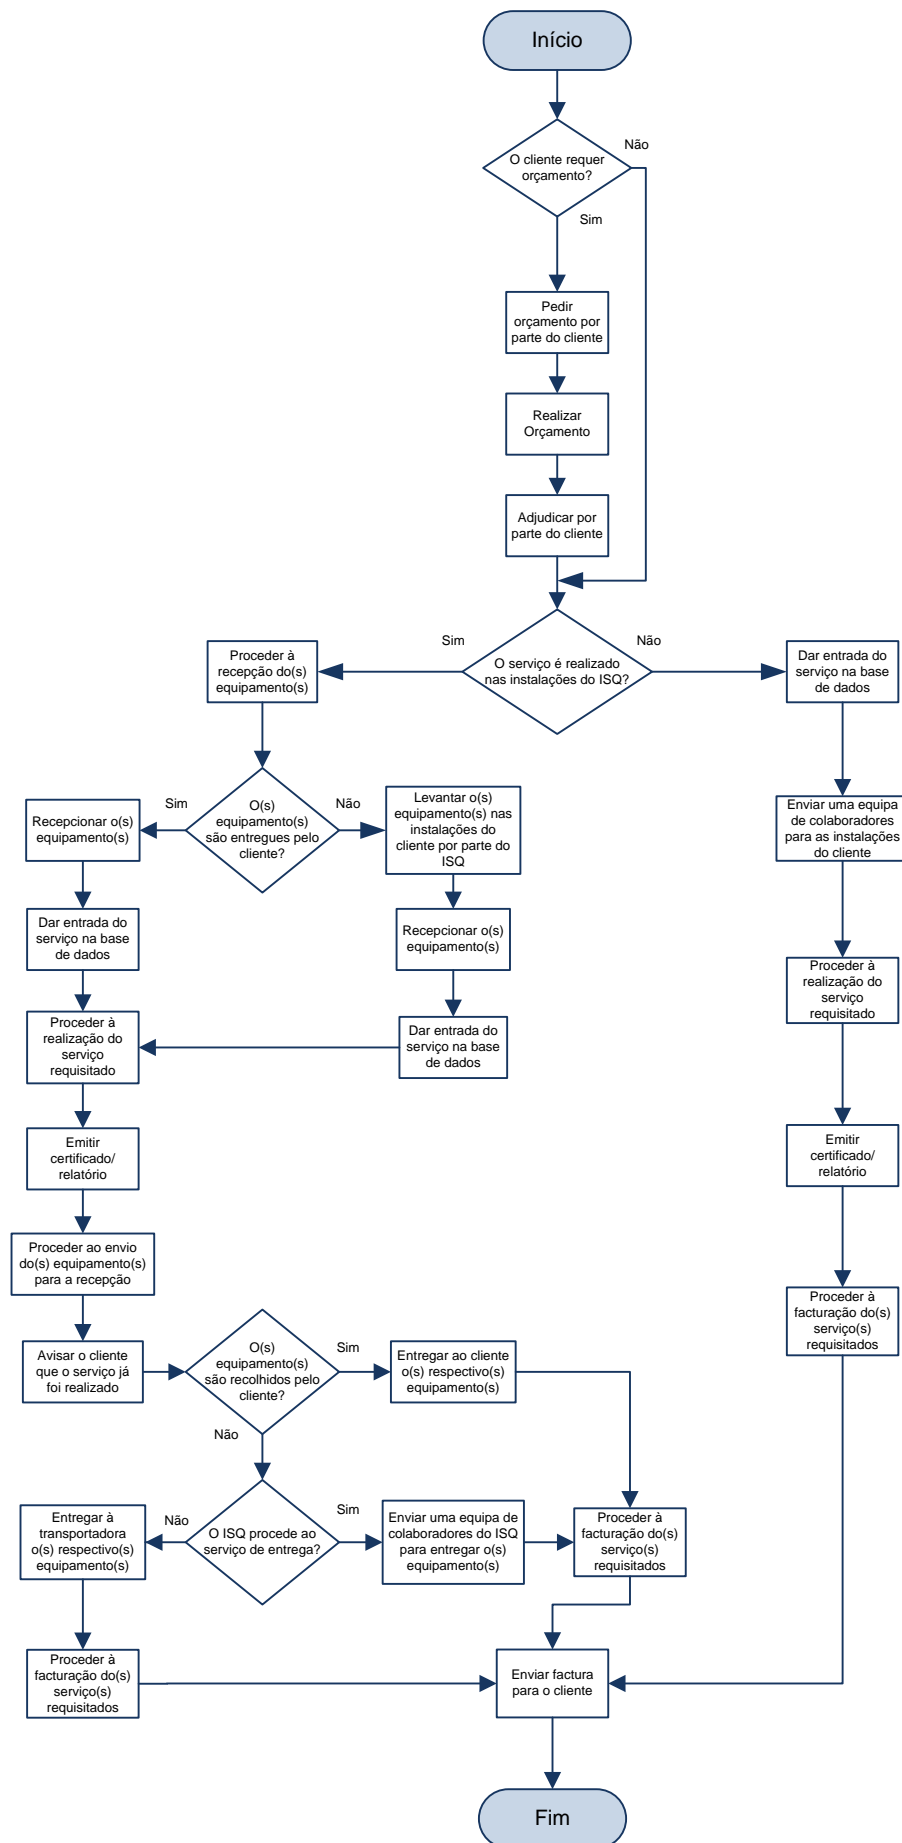 Início
Não
O cliente requer
orçamento?
Sim
Pedir
orçamento por
parte do cliente
Realizar
Orçamento
Adjudicar por
parte do cliente
Sim
Não
O serviço é realizado
nas instalações do ISQ?
Proceder à
recepção do(s)
equipamento(s)
Dar entrada do
serviço na base
de dados
Sim
O(s)
equipamento(s)
são entregues pelo
cliente?
Não
Recepcionar o(s)
equipamento(s)
Levantar o(s)
equipamento(s) nas
instalações do
cliente por parte do
ISQ
Enviar uma equipa
de colaboradores
para as instalações
do cliente
Dar entrada do
serviço na base
de dados
Recepcionar o(s)
equipamento(s)
Proceder à
realização do
serviço
requisitado
Proceder à
realização do
serviço
requisitado
Dar entrada do
serviço na base
de dados
Emitir
certificado/
relatório
Emitir
certificado/
relatório
Proceder ao envio
do(s) equipamento(s)
para a recepção
Proceder à
facturação do(s)
serviço(s)
requisitados
Avisar o cliente
que o serviço já
foi realizado
O(s)
equipamento(s)
são recolhidos pelo
cliente?
Sim
Entregar ao cliente
o(s) respectivo(s)
equipamento(s)
Não
Entregar à
transportadora
o(s) respectivo(s)
equipamento(s)
Não
O ISQ procede ao
serviço de entrega?
Sim
Enviar uma equipa de
colaboradores do ISQ
para entregar o(s)
equipamento(s)
Proceder à
facturação do(s)
serviço(s)
requisitados
Proceder à
facturação do(s)
serviço(s)
requisitados
Enviar factura
para o cliente
Fim